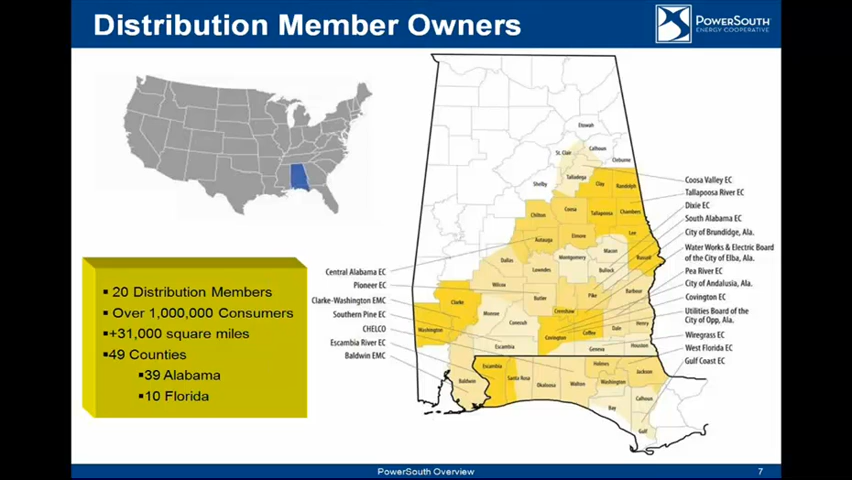 Distribution Member Owners
POWERSOUTH
ENERGY COOPERATIVE
▪ 20 Distribution Members
▪ Over 1,000,000 Consumers
▪ +31,000 square miles
▪ 49 Counties
▪ 39 Alabama
▪ 10 Florida
Central Alabama EC
Pioneer EC
Clarke-Washington EMC
Southern Pine EC
CHELCO
Escambia River EC
Baldwin EMC
Etowah
St. Clair
Calhoun
Cleburne
Talladega
Shelby
Clay
Randolph
Chilton
Coosa
Tallapoosa
Chambers
Autauga
Elmore
Lee
Dallas
Lowndes
Montgomery
Macon
Bullock
Russell
Wilcox
Butler
Pike
Barbour
Clarke
Monroe
Crenshaw
Conecuh
Coffee
Dale
Henry
Washington
Covington
Escambia
Geneva
Houston
Baldwin
Escambia
Santa Rosa
Okaloosa
Walton
Holmes
Washington
Jackson
Bay
Calhoun
Gulf
Coosa Valley EC
Tallapoosa River EC
Dixie EC
South Alabama EC
City of Brundidge, Ala.
Water Works & Electric Board
of the City of Elba, Ala.
Pea River EC
City of Andalusia, Ala.
Covington EC
Utilities Board of the
City of Opp, Ala.
Wiregrass EC
West Florida EC
Gulf Coast EC
PowerSouth Overview
7